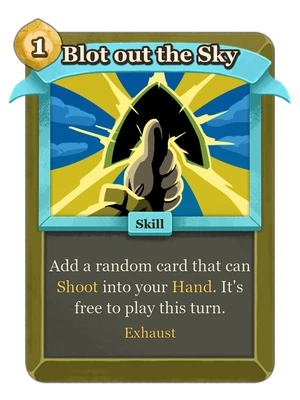 1
Blot out the Sky
Skill
Add a random card that can
Shoot into your Hand. It's
free to play this turn.
Exhaust